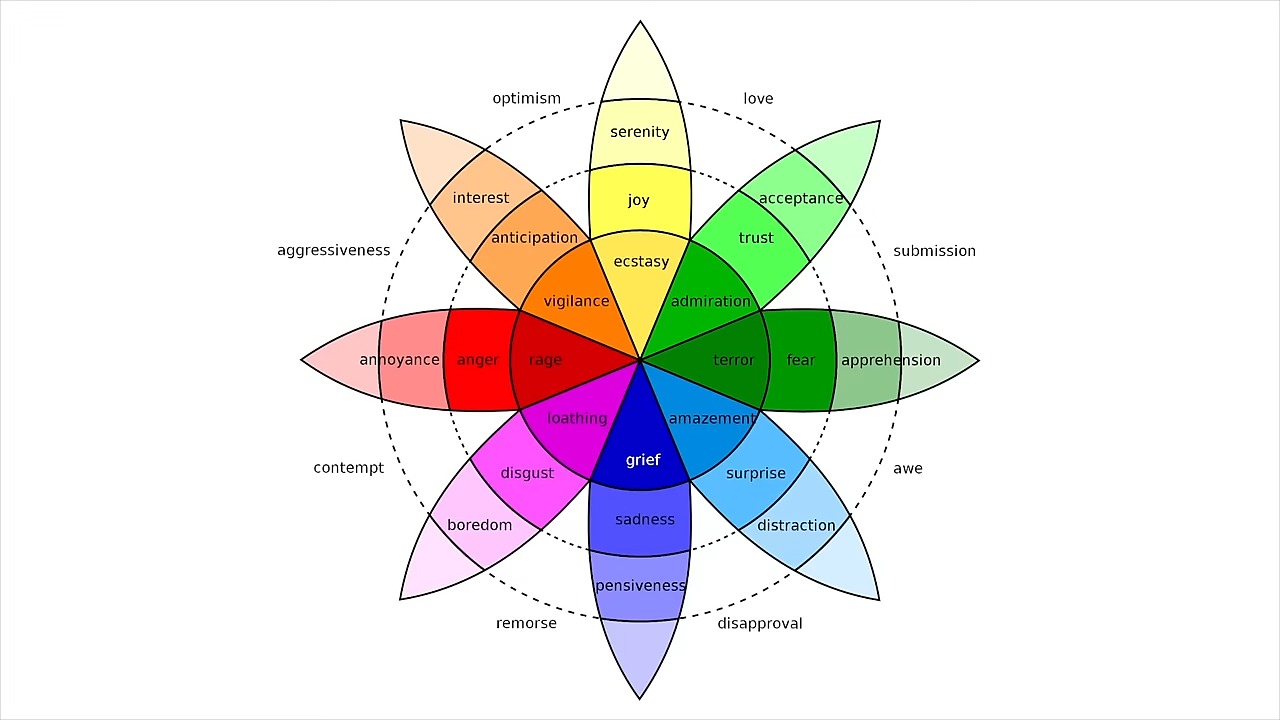 optimism
love
serenity
interest
joy
acceptance
anticipation
trust
aggressiveness
ecstasy
submission
vigilance
admiration
annoyance
anger
rage
terror
fear
apprehension
loathing
amazement
contempt
grief
awe
disgust
surprise
boredom
sadness
distraction
pensiveness
remorse
disapproval